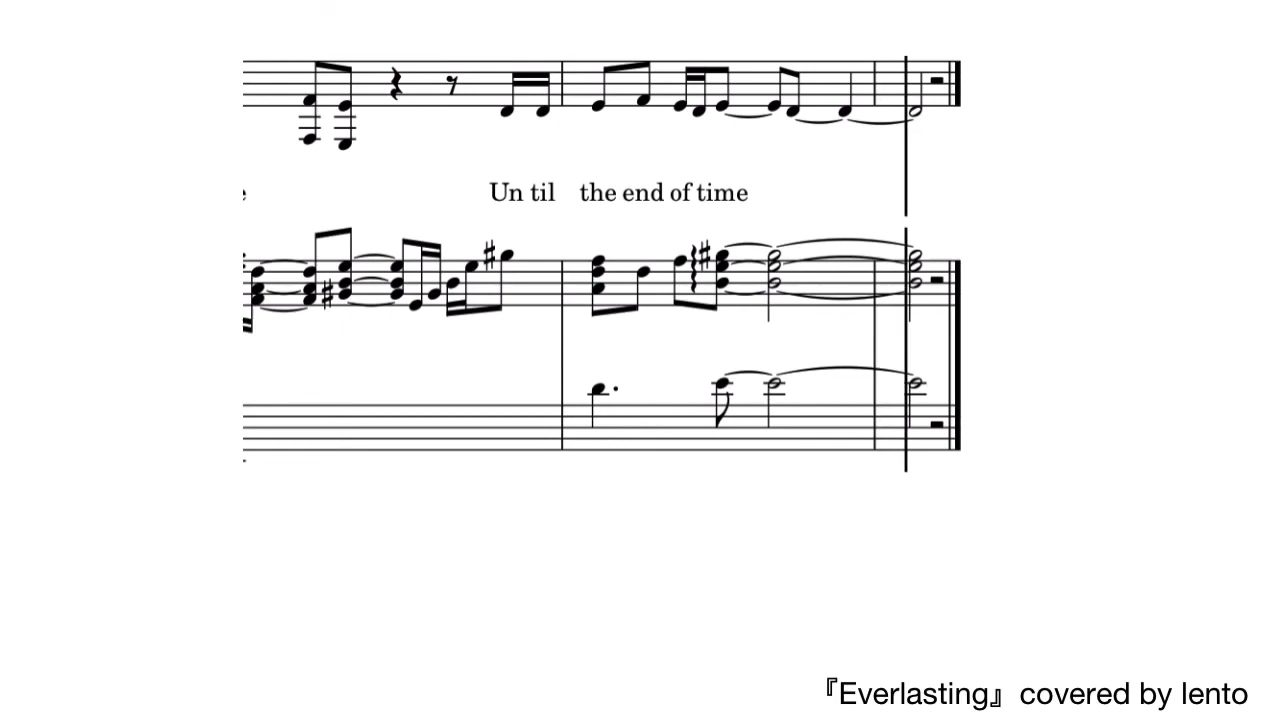 e
Un til the end of time
『Everlasting』 covered by lento